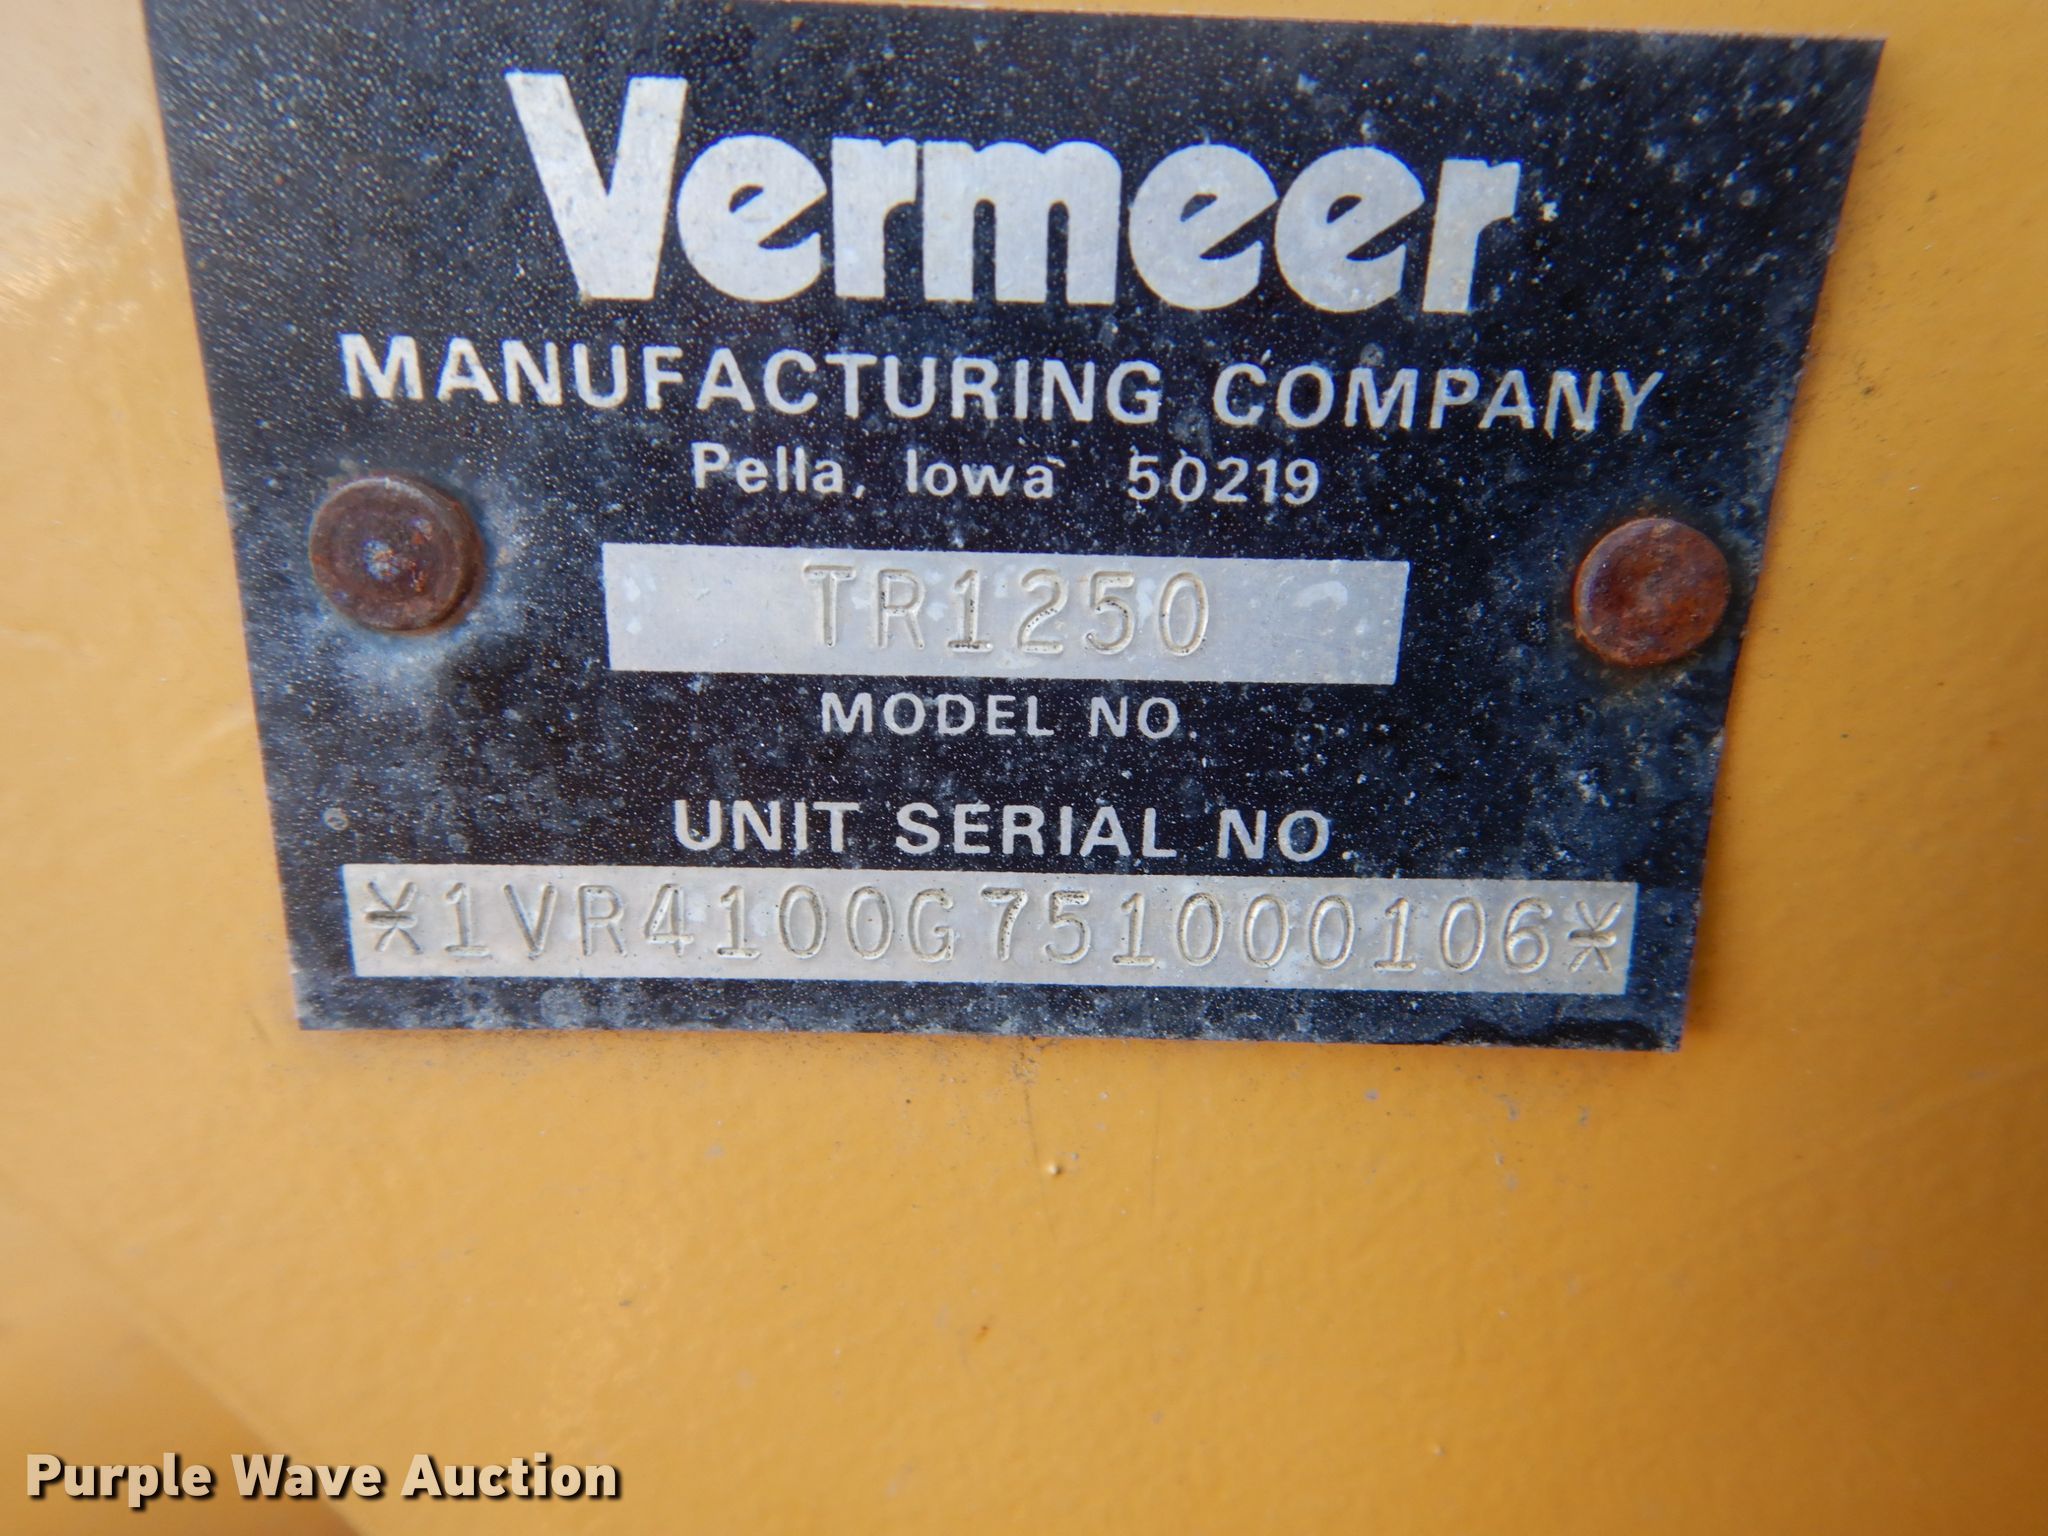 Vermeer
MANUFACTURING COMPANY
Pella, Iowa 50219
TR1250
MODEL NO.
UNIT SERIAL NO.
*1VR4100G751000106*
Purple Wave Auction